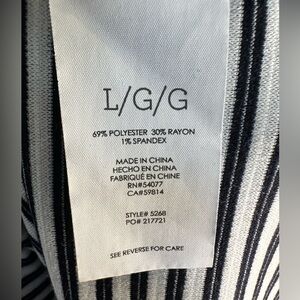 L/G/G
69% POLYESTER 30% RAYON
1% SPANDEX
MADE IN CHINA
HECHO EN CHINA
FABRIQUÉ EN CHINE
RN#54077
CA#59814
STYLE# 5268
PO# 217721
SEE REVERSE FOR CARE